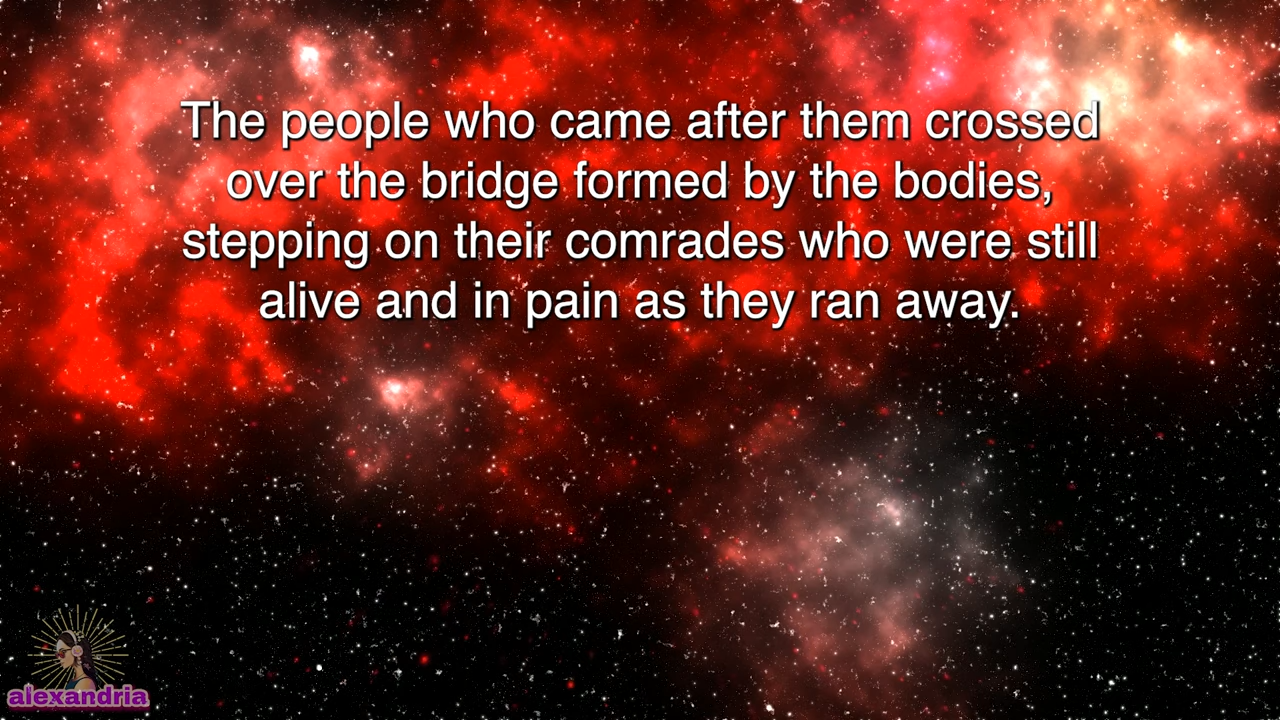 The people who came after them crossed
over the bridge formed by the bodies,
stepping on their comrades who were still
alive and in pain as they ran away.
alexandria